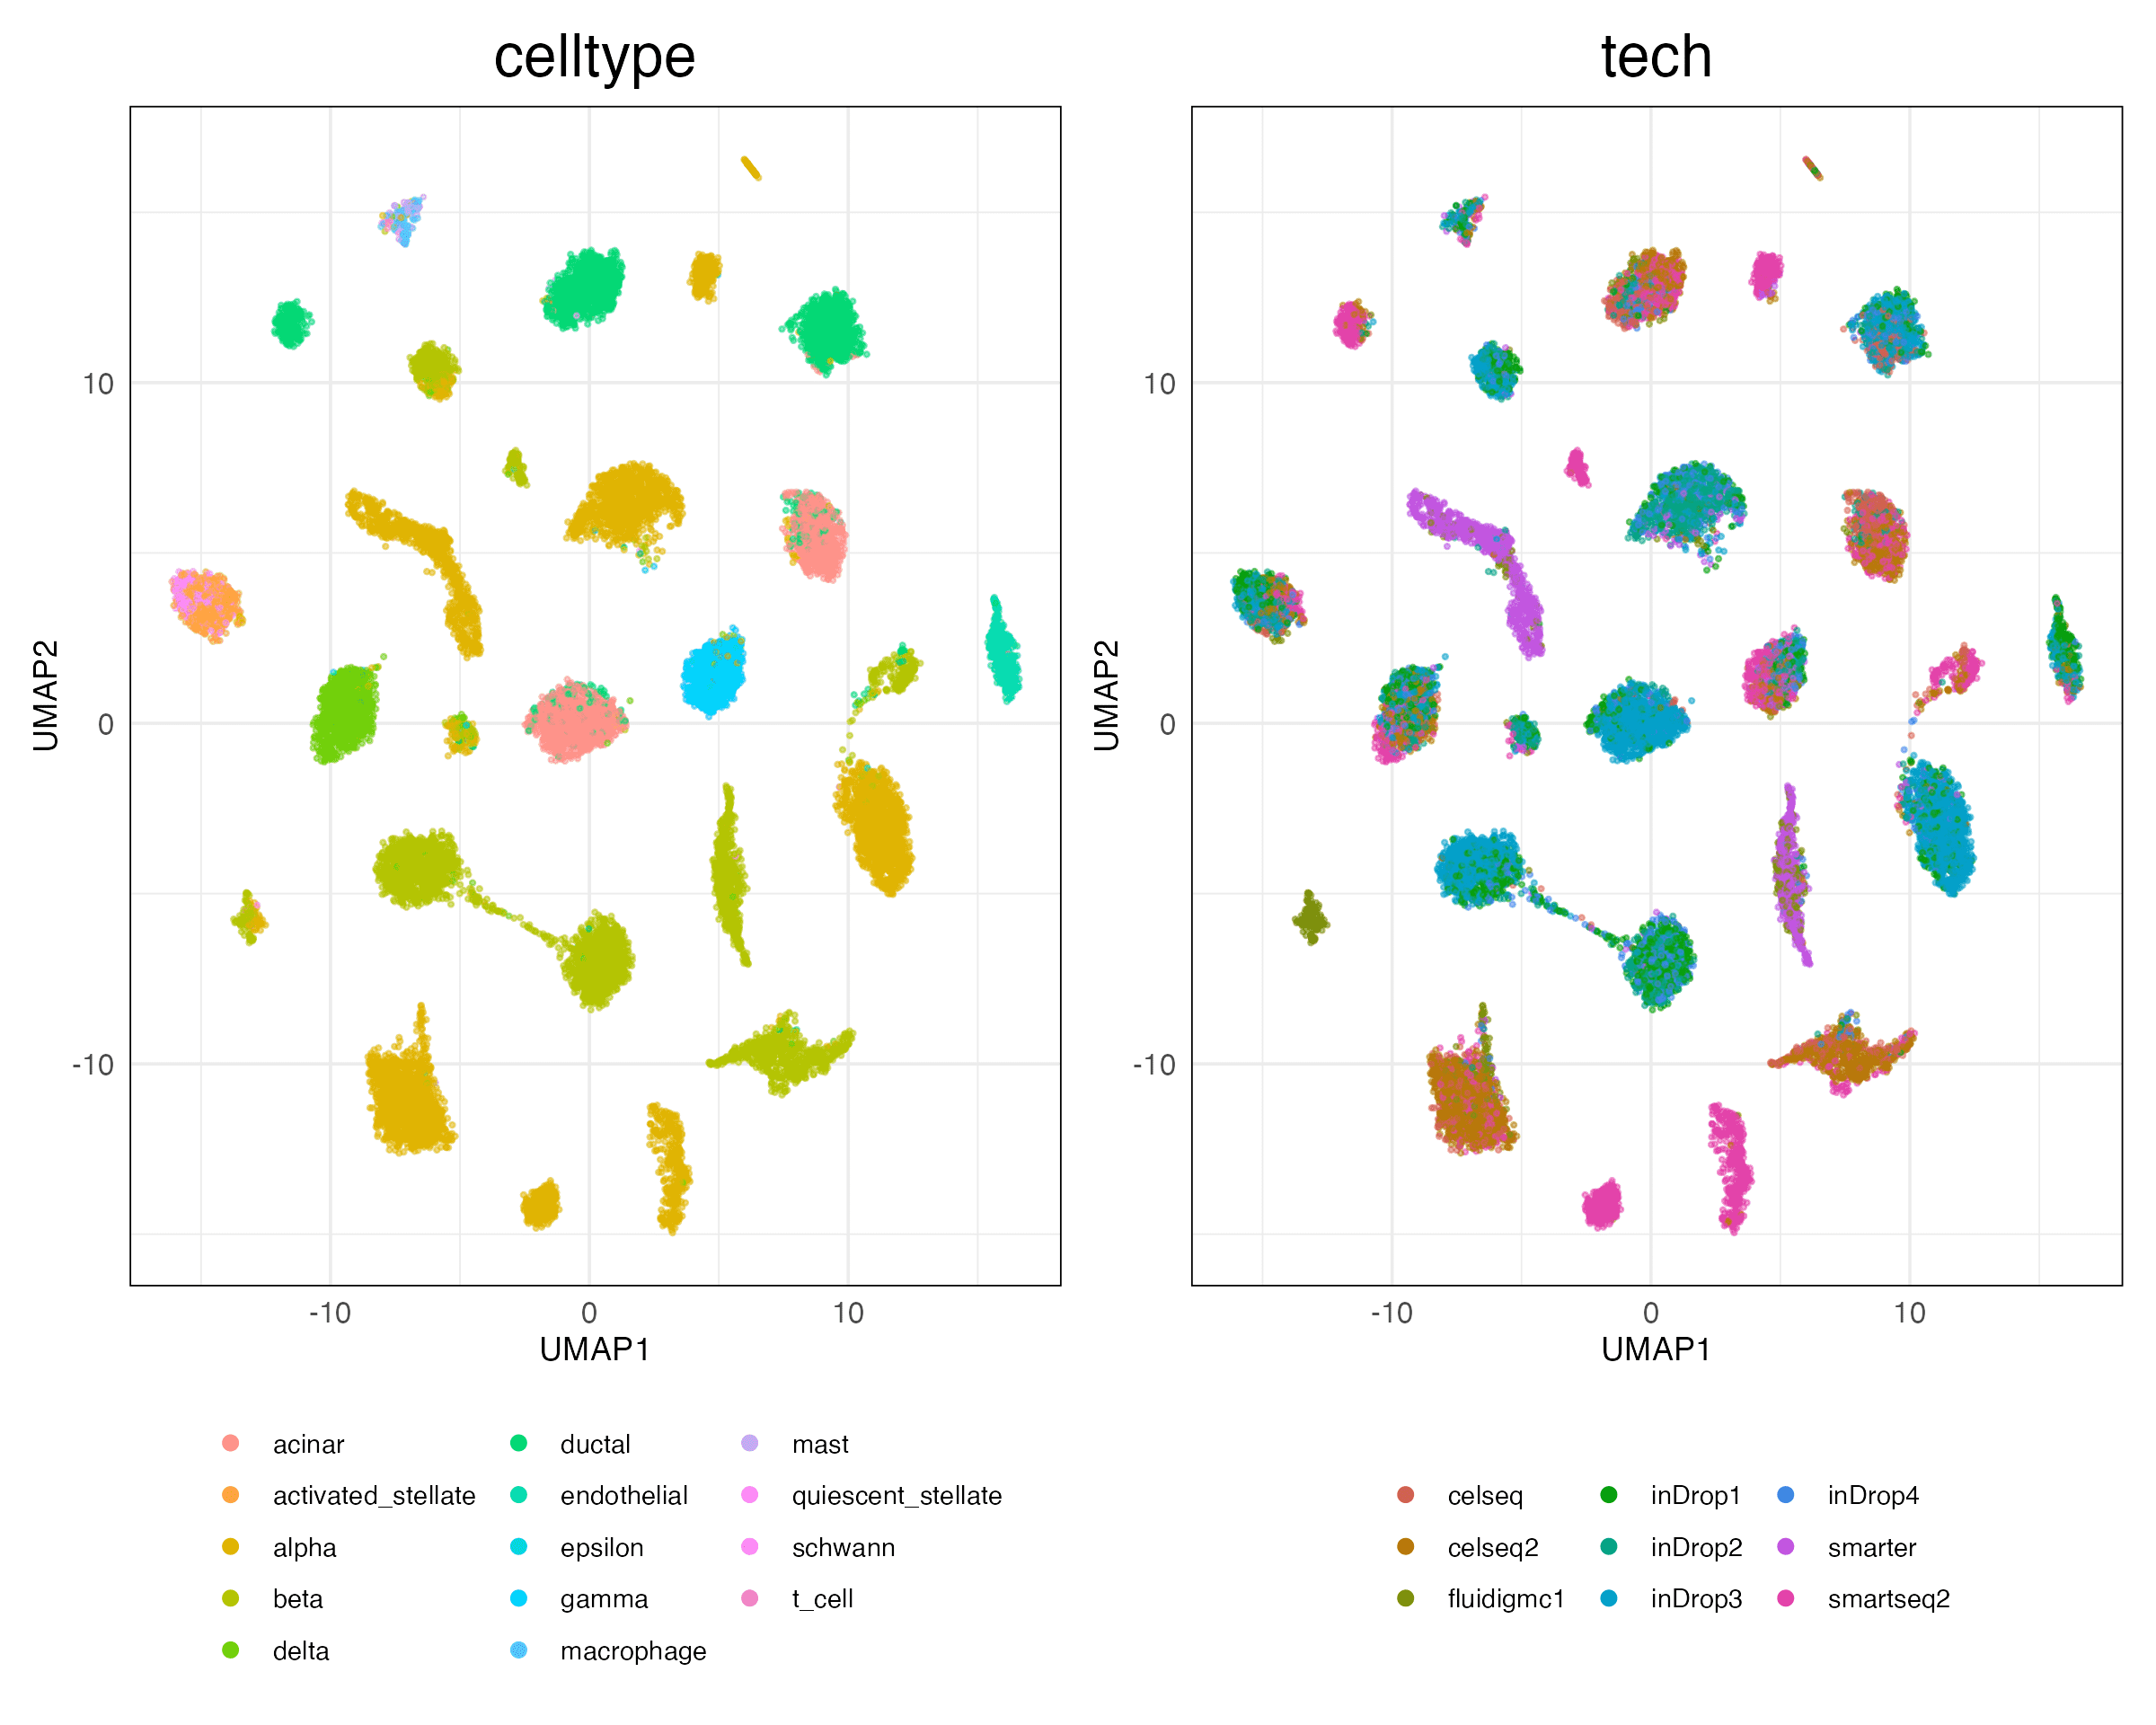 celltype
tech
10
0
-10
UMAP2
-10 0 10
UMAP1
10
0
-10
UMAP2
-10 0 10
UMAP1
acinar ductal mast
activated_stellate endothelial quiescent_stellate
alpha epsilon schwann
beta gamma t_cell
delta macrophage
celseq inDrop1 inDrop4
celseq2 inDrop2 smarter
fluidigmc1 inDrop3 smartseq2